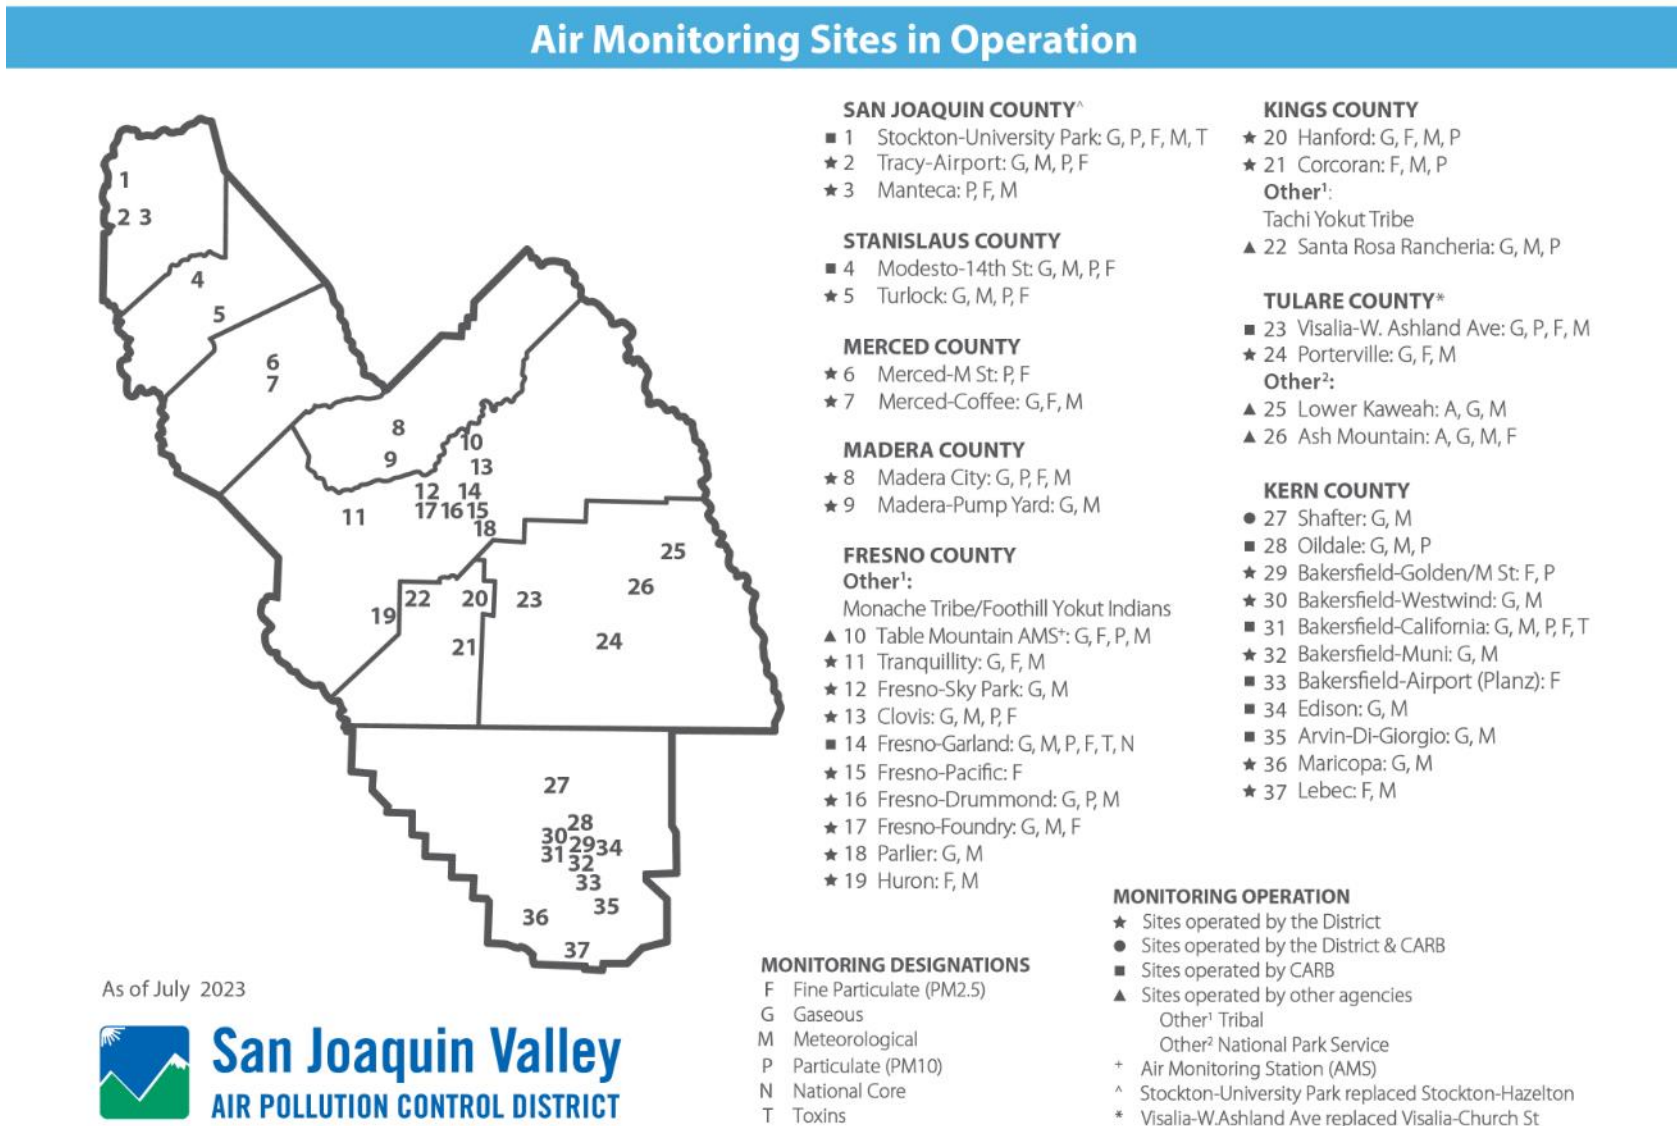 Air Monitoring Sites in Operation
1
2 3
4
5
6
7
8
9
10
13
12 14
11 17 16 15
18
25
26
22 20 23
19
21 24
27
28
30 29 34
31 32
33
36 35
37
As of July 2023
San Joaquin Valley
AIR POLLUTION CONTROL DISTRICT
SAN JOAQUIN COUNTY^
■ 1 Stockton-University Park: G, P, F, M, T
★ 2 Tracy-Airport: G, M, P, F
★ 3 Manteca: P, F, M
STANISLAUS COUNTY
■ 4 Modesto-14th St: G, M, P, F
★ 5 Turlock: G, M, P, F
MERCED COUNTY
★ 6 Merced-M St: P, F
★ 7 Merced-Coffee: G,F, M
MADERA COUNTY
★ 8 Madera City: G, P, F, M
★ 9 Madera-Pump Yard: G, M
FRESNO COUNTY
Other¹:
Monache Tribe/Foothill Yokut Indians
▲ 10 Table Mountain AMS⁺: G, F, P, M
★ 11 Tranquillity: G, F, M
★ 12 Fresno-Sky Park: G, M
★ 13 Clovis: G, M, P, F
■ 14 Fresno-Garland: G, M, P, F, T, N
★ 15 Fresno-Pacific: F
★ 16 Fresno-Drummond: G, P, M
★ 17 Fresno-Foundry: G, M, F
★ 18 Parlier: G, M
★ 19 Huron: F, M
KINGS COUNTY
★ 20 Hanford: G, F, M, P
★ 21 Corcoran: F, M, P
Other¹:
Tachi Yokut Tribe
▲ 22 Santa Rosa Rancheria: G, M, P
TULARE COUNTY*
■ 23 Visalia-W. Ashland Ave: G, P, F, M
★ 24 Porterville: G, F, M
Other²:
▲ 25 Lower Kaweah: A, G, M
▲ 26 Ash Mountain: A, G, M, F
KERN COUNTY
● 27 Shafter: G, M
■ 28 Oildale: G, M, P
★ 29 Bakersfield-Golden/M St: F, P
★ 30 Bakersfield-Westwind: G, M
■ 31 Bakersfield-California: G, M, P, F, T
★ 32 Bakersfield-Muni: G, M
■ 33 Bakersfield-Airport (Planz): F
■ 34 Edison: G, M
■ 35 Arvin-Di-Giorgio: G, M
★ 36 Maricopa: G, M
★ 37 Lebec: F, M
MONITORING DESIGNATIONS
F Fine Particulate (PM2.5)
G Gaseous
M Meteorological
P Particulate (PM10)
N National Core
T Toxins
MONITORING OPERATION
★ Sites operated by the District
● Sites operated by the District & CARB
■ Sites operated by CARB
▲ Sites operated by other agencies
Other¹ Tribal
Other² National Park Service
+ Air Monitoring Station (AMS)
^ Stockton-University Park replaced Stockton-Hazelton
* Visalia-W.Ashland Ave replaced Visalia-Church St